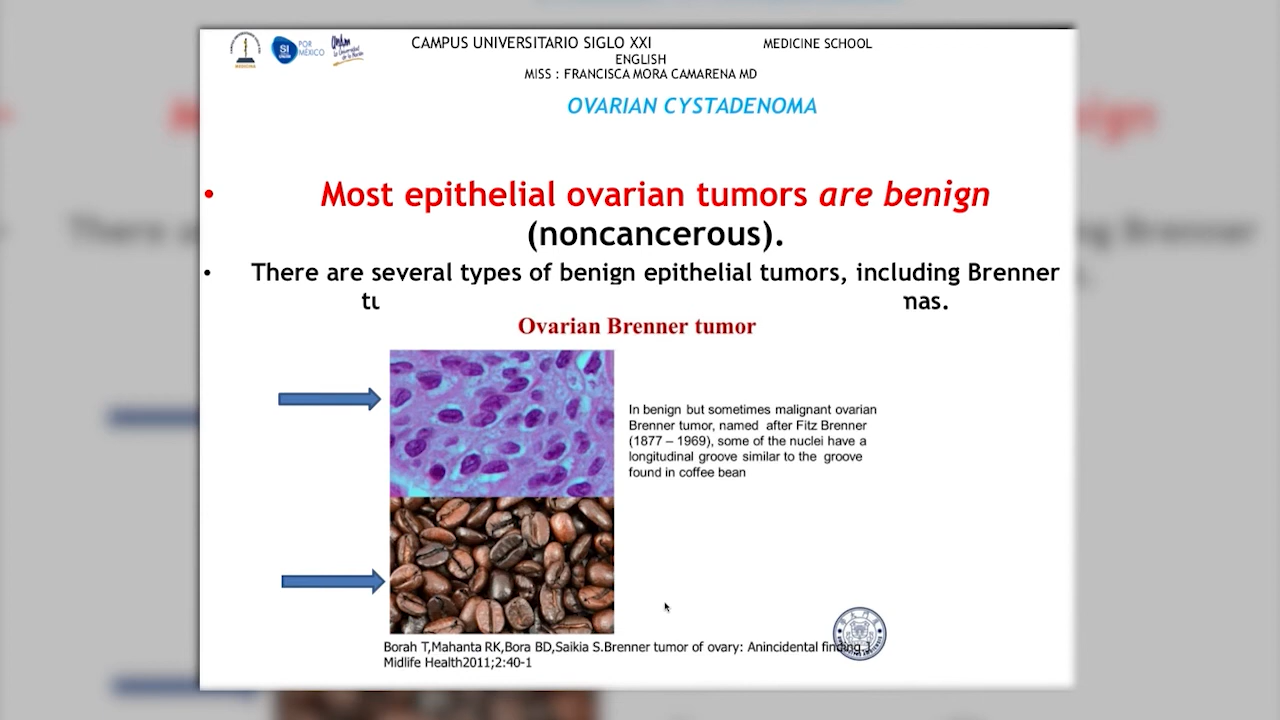 CAMPUS UNIVERSITARIO SIGLO XXI MEDICINE SCHOOL
SI POR MÉXICO
ENGLISH
MISS : FRANCISCA MORA CAMARENA MD
OVARIAN CYSTADENOMA
• Most epithelial ovarian tumors are benign
(noncancerous).
• There are several types of benign epithelial tumors, including Brenner
Ovarian Brenner tumor
In benign but sometimes malignant ovarian
Brenner tumor, named after Fitz Brenner
(1877 – 1969), some of the nuclei have a
longitudinal groove similar to the groove
found in coffee bean
Borah T,Mahanta RK,Bora BD,Saikia S.Brenner tumor of ovary: Anincidental finding.J
Midlife Health2011;2:40-1